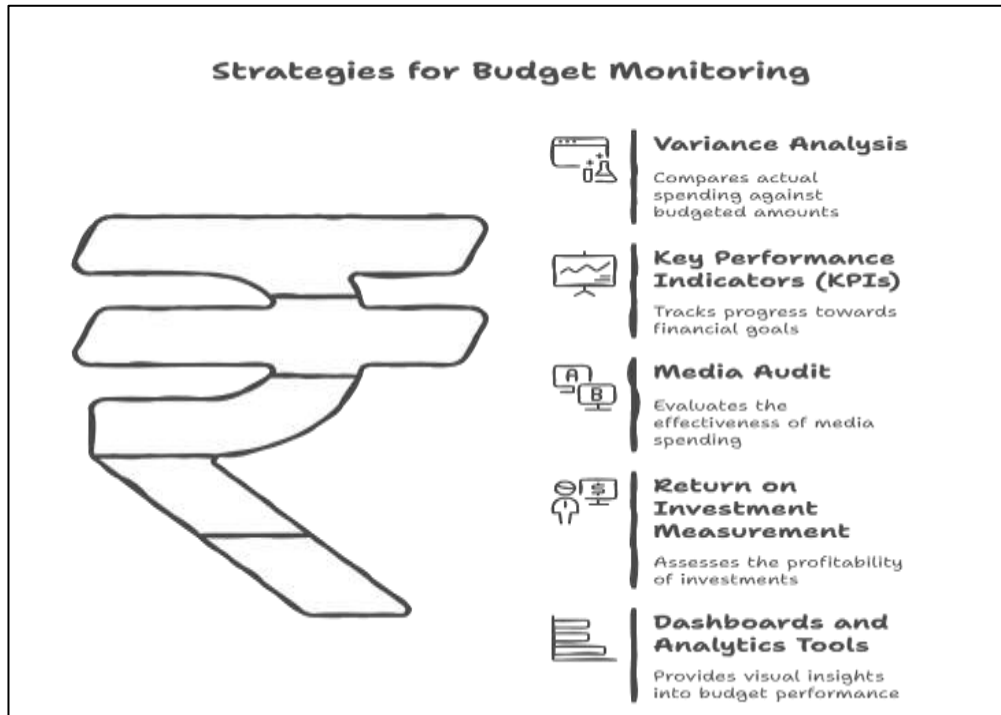 Strategies for Budget Monitoring
Variance Analysis
Compares actual
spending against
budgeted amounts
Key Performance
Indicators (KPIs)
Tracks progress towards
financial goals
A
B
Media Audit
Evaluates the
effectiveness of media
spending
$
Return on
Investment
Measurement
Assesses the profitability
of investments
Dashboards and
Analytics Tools
Provides visual insights
into budget performance